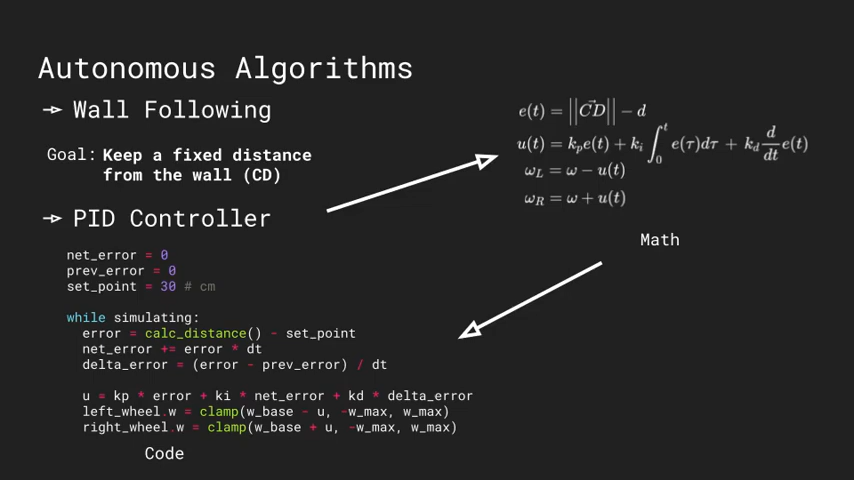 Autonomous Algorithms
-> Wall Following
Goal: Keep a fixed distance
from the wall (CD)
-> PID Controller
net_error = 0
prev_error = 0
set_point = 30 # cm
while simulating:
error = calc_distance() - set_point
net_error += error * dt
delta_error = (error - prev_error) / dt
u = kp * error + ki * net_error + kd * delta_error
left_wheel.w = clamp(w_base - u, -w_max, w_max)
right_wheel.w = clamp(w_base + u, -w_max, w_max)
Code
e(t) = ||C⃗D|| − d
u(t) = k_p e(t) + k_i ∫_0^t e(τ)dτ + k_d d/dt e(t)
ω_L = ω − u(t)
ω_R = ω + u(t)
Math